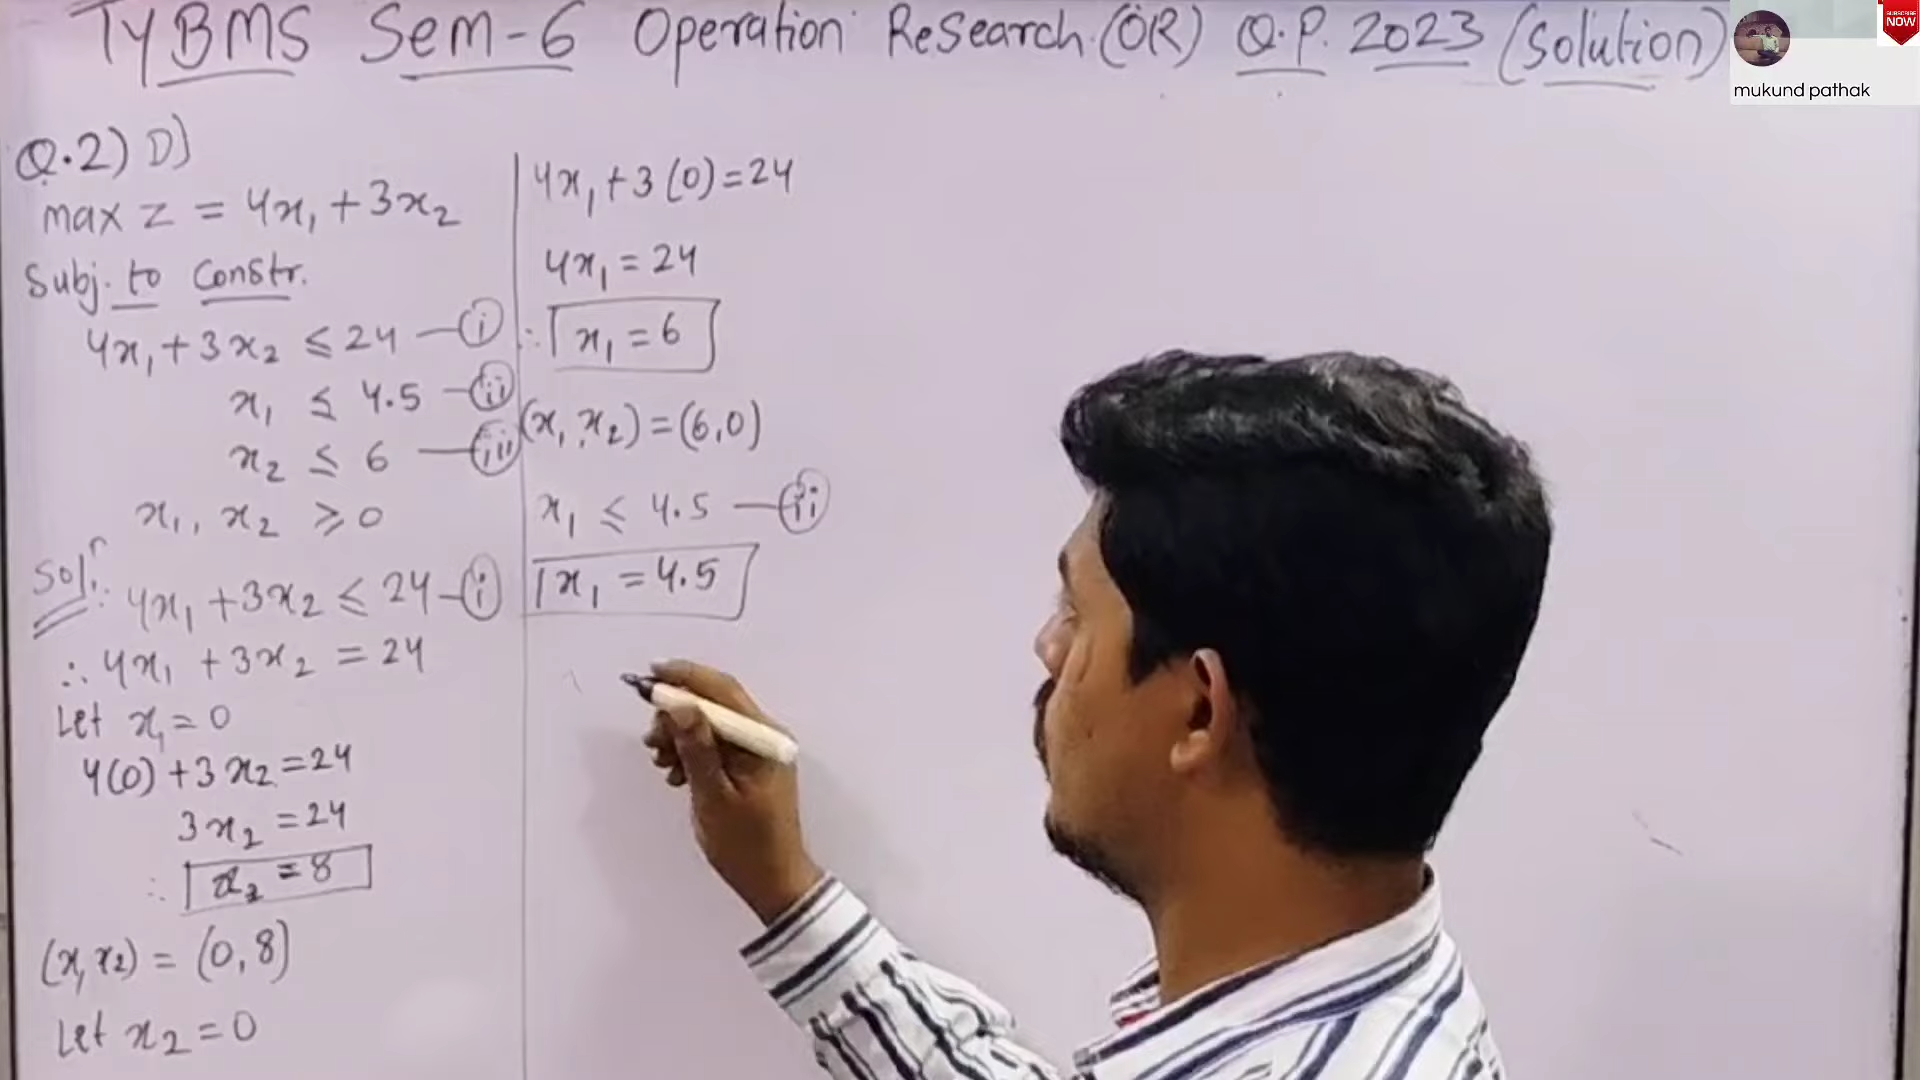 TyBMS Sem-6 Operation Research (OR) Q.P. 2023 (Solution)
SUBSCRIBE
NOW
mukund pathak
Q.2) D)
max z = 4x₁ + 3x₂
Subj. to Constr.
4x₁ + 3x₂ ≤ 24 — (i)
x₁ ≤ 4.5 — (ii)
x₂ ≤ 6 — (iii)
x₁, x₂ ≥ 0
Solⁿ: 4x₁ + 3x₂ ≤ 24 — (i)
∴ 4x₁ + 3x₂ = 24
Let x₁ = 0
4(0) + 3x₂ = 24
3x₂ = 24
∴ x₂ = 8
(x₁, x₂) = (0, 8)
Let x₂ = 0
4x₁ + 3(0) = 24
4x₁ = 24
∴ x₁ = 6
(x₁, x₂) = (6, 0)
x₁ ≤ 4.5 — (ii)
x₁ = 4.5